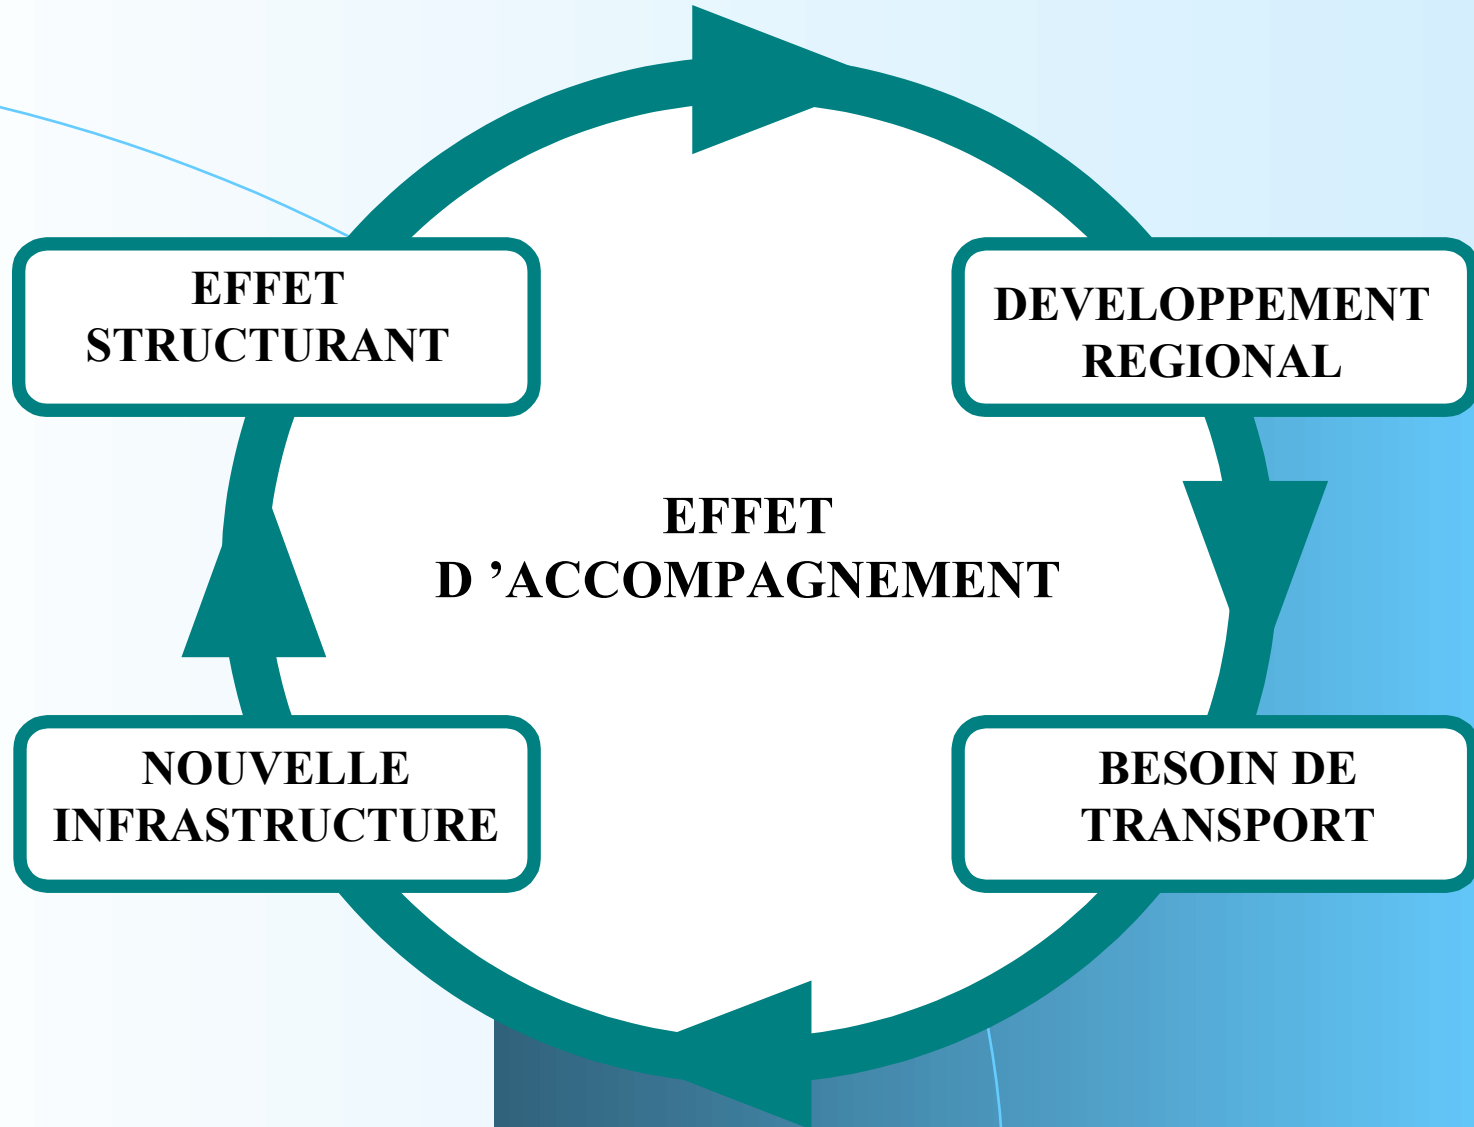 EFFET
STRUCTURANT
DEVELOPPEMENT
REGIONAL
EFFET
D ’ACCOMPAGNEMENT
NOUVELLE
INFRASTRUCTURE
BESOIN DE
TRANSPORT